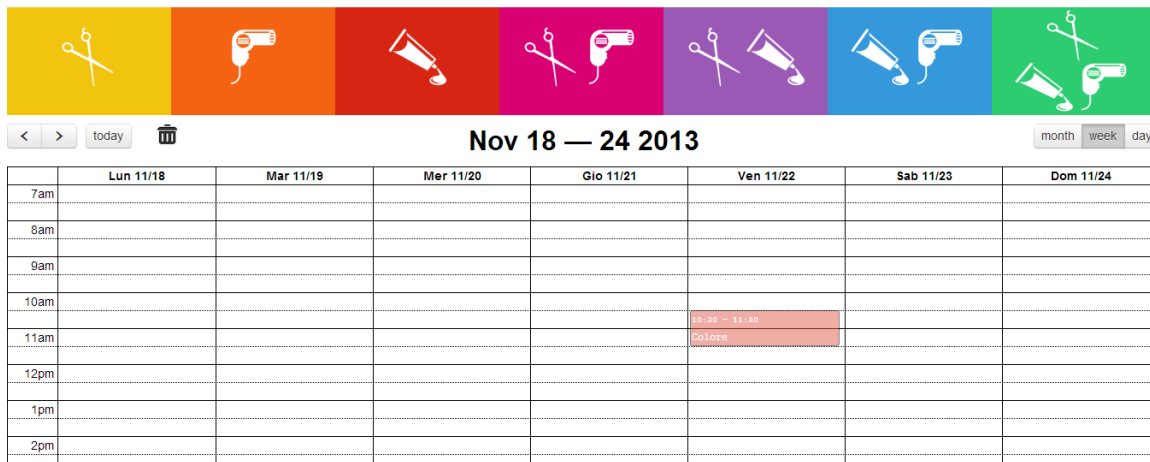 today
Nov 18 — 24 2013
month week day
Lun 11/18 Mar 11/19 Mer 11/20 Gio 11/21 Ven 11/22 Sab 11/23 Dom 11/24
7am
8am
9am
10am
10:30 - 11:30
11am
Colore
12pm
1pm
2pm